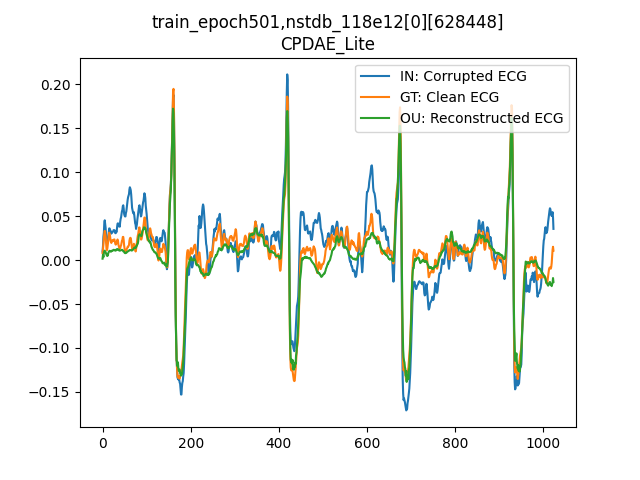 train_epoch501,nstdb_118e12[0][628448]
CPDAE_Lite
IN: Corrupted ECG
GT: Clean ECG
OU: Reconstructed ECG
0.20
0.15
0.10
0.05
0.00
−0.05
−0.10
−0.15
0 200 400 600 800 1000